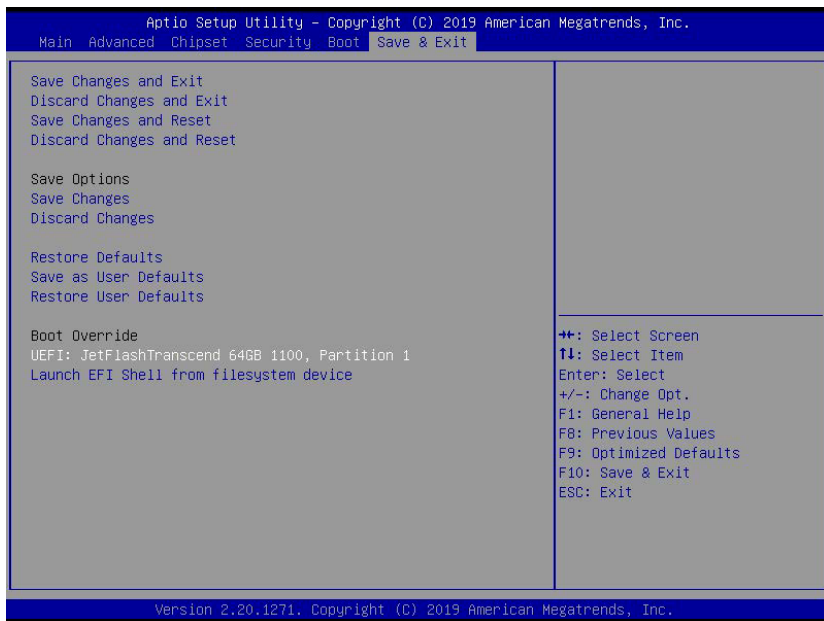 Aptio Setup Utility – Copyright (C) 2019 American Megatrends, Inc.
Main Advanced Chipset Security Boot Save & Exit
Save Changes and Exit
Discard Changes and Exit
Save Changes and Reset
Discard Changes and Reset
Save Options
Save Changes
Discard Changes
Restore Defaults
Save as User Defaults
Restore User Defaults
Boot Override
UEFI: JetFlashTranscend 64GB 1100, Partition 1
Launch EFI Shell from filesystem device
→←: Select Screen
↑↓: Select Item
Enter: Select
+/-: Change Opt.
F1: General Help
F8: Previous Values
F9: Optimized Defaults
F10: Save & Exit
ESC: Exit
Version 2.20.1271. Copyright (C) 2019 American Megatrends, Inc.